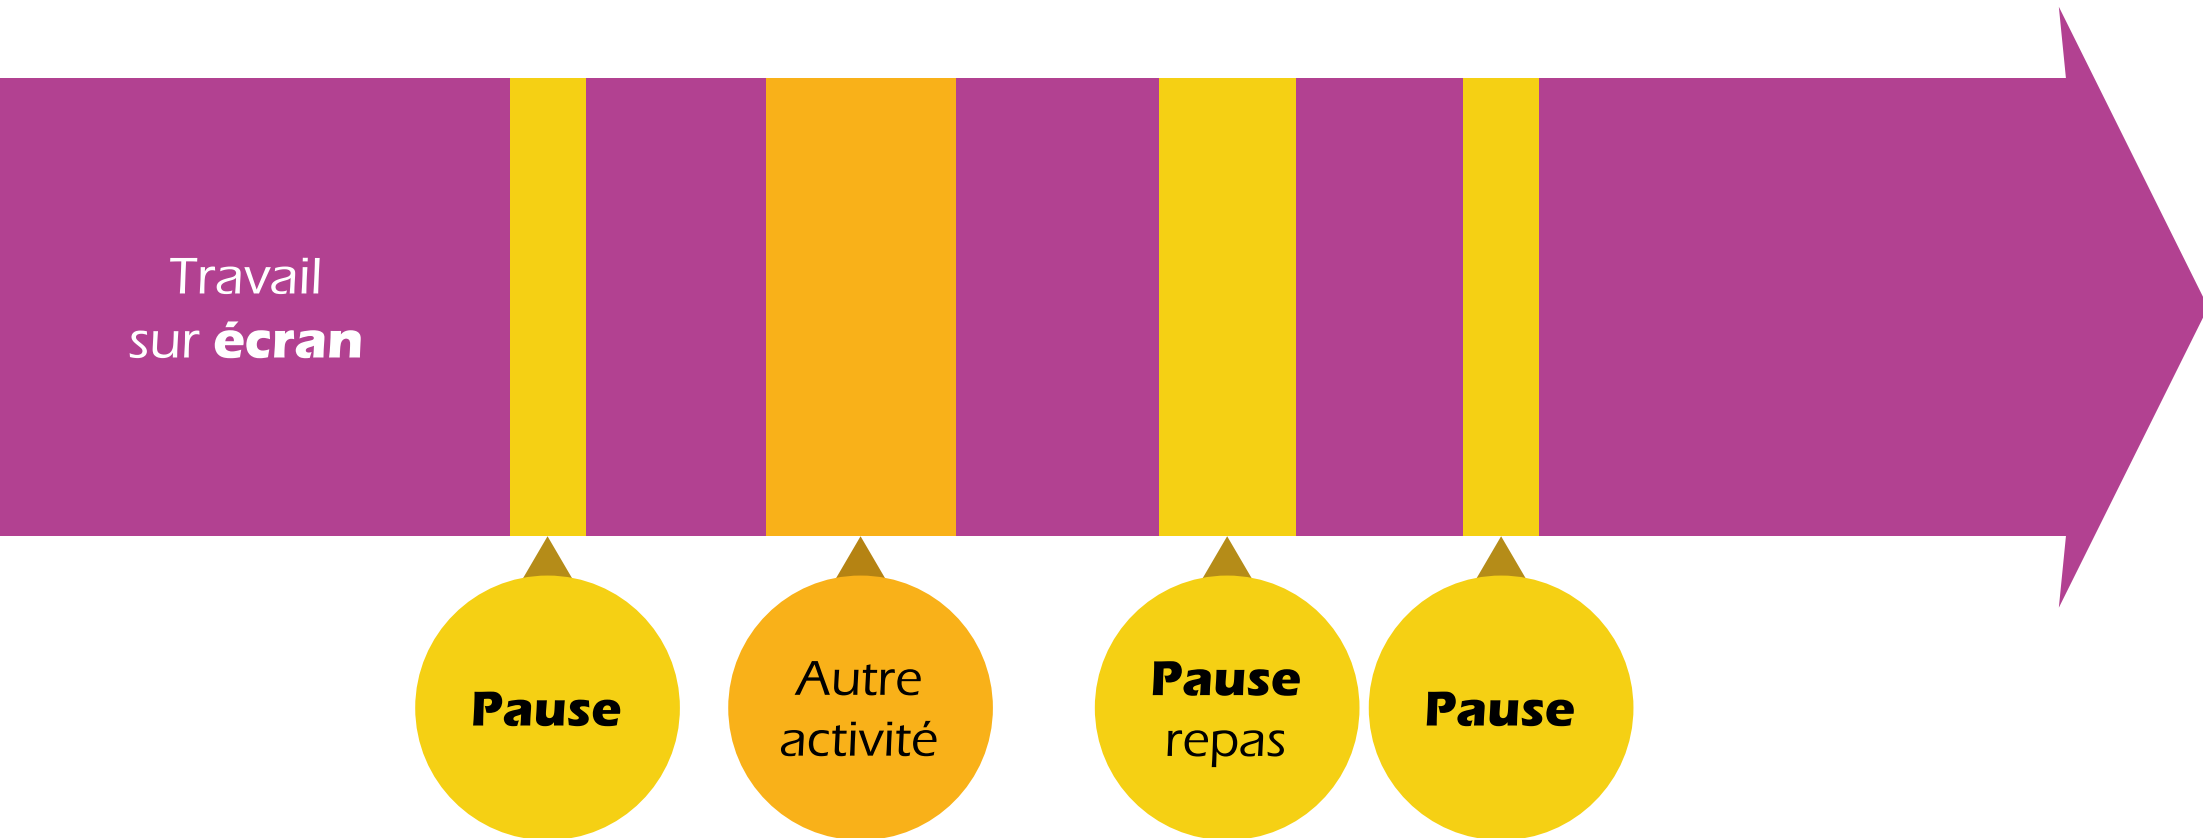 Travail
sur écran
Pause
Autre
activité
Pause
repas
Pause